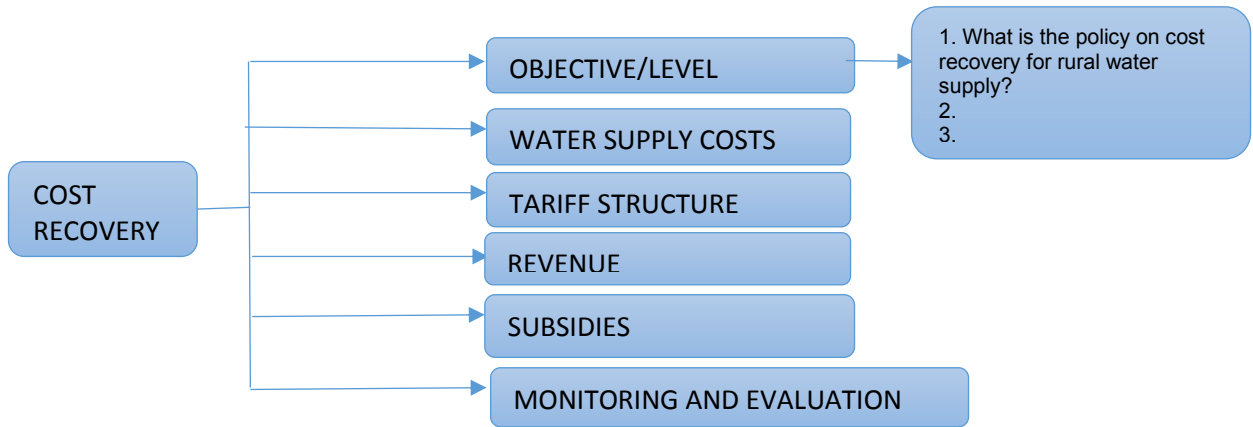 COST
RECOVERY
OBJECTIVE/LEVEL
WATER SUPPLY COSTS
TARIFF STRUCTURE
REVENUE
SUBSIDIES
MONITORING AND EVALUATION
1. What is the policy on cost
recovery for rural water
supply?
2.
3.